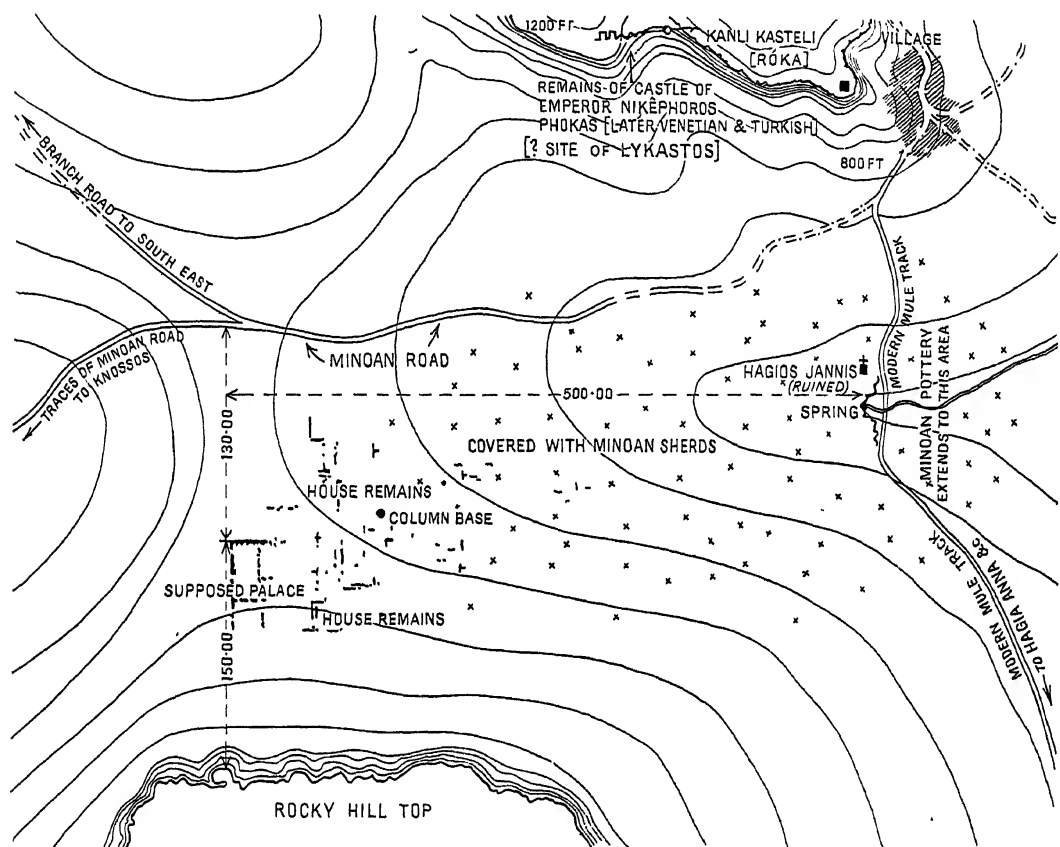 1200 FT
KANLI KASTELI
[RÓKA]
VILLAGE
REMAINS OF CASTLE OF
EMPEROR NIKÊPHOROS
PHOKAS [LATER VENETIAN & TURKISH]
[? SITE OF LYKASTOS]
800 FT
BRANCH ROAD TO SOUTH EAST
TRACES OF MINOAN ROAD
TO KNOSSOS
MINOAN ROAD
MODERN MULE TRACK
HAGIOS JANNIS
(RUINED)
SPRING
MINOAN POTTERY
EXTENDS TO THIS AREA
500·00
130·00
COVERED WITH MINOAN SHERDS
HOUSE REMAINS
COLUMN BASE
SUPPOSED PALACE
HOUSE REMAINS
150·00
MODERN MULE TRACK
TO HAGIA ANNA &C
ROCKY HILL TOP